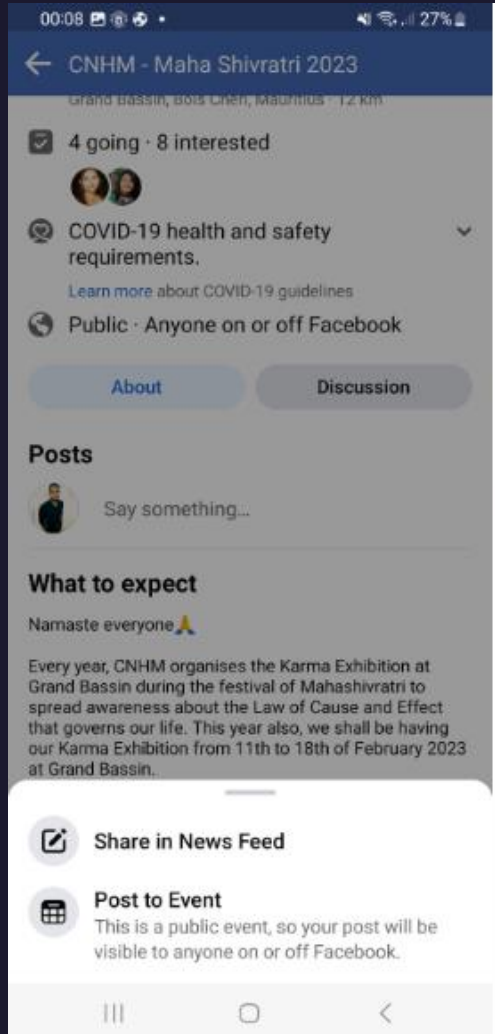 00:08 27%
CNHM - Maha Shivratri 2023
Grand Bassin, Bois Cheri, Mauritius · 12 km
4 going · 8 interested
COVID-19 health and safety
requirements.
Learn more about COVID-19 guidelines
Public · Anyone on or off Facebook
About Discussion
Posts
Say something...
What to expect
Namaste everyone🙏
Every year, CNHM organises the Karma Exhibition at
Grand Bassin during the festival of Mahashivratri to
spread awareness about the Law of Cause and Effect
that governs our life. This year also, we shall be having
our Karma Exhibition from 11th to 18th of February 2023
at Grand Bassin.
Share in News Feed
Post to Event
This is a public event, so your post will be
visible to anyone on or off Facebook.